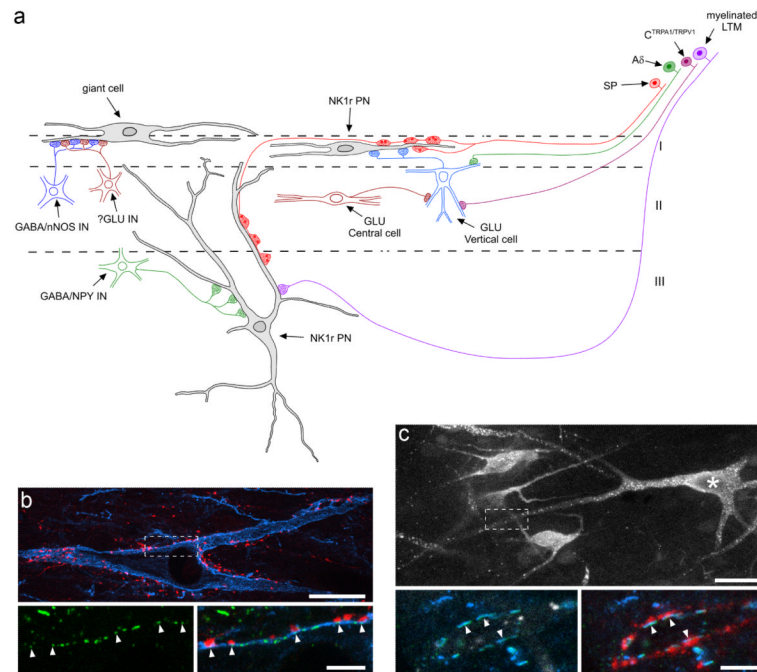 a
myelinated
LTM
CTRPA1/TRPV1
Aδ
SP
giant cell
NK1r PN
I
II
GABA/nNOS IN
?GLU IN
GLU
Central cell
GLU
Vertical cell
III
GABA/NPY IN
NK1r PN
b
c
*